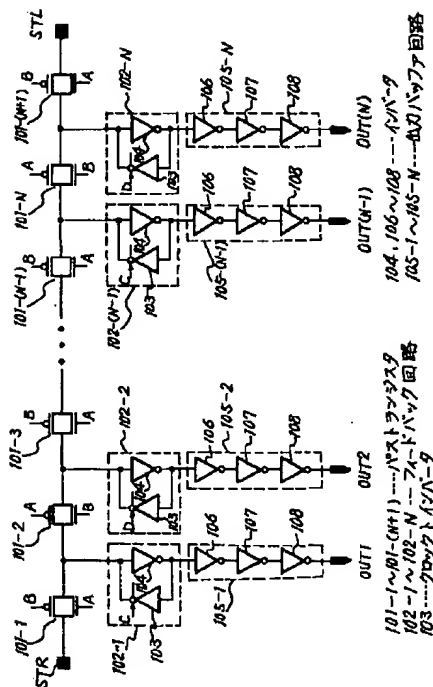 STR
101-1
B
A
101-2
A
B
101-3
B
A
101-(N-1)
B
A
101-N
A
B
101-(N+1)
B
A
STL
102-1
C
103
104
102-2
D
103
104
102-(N-1)
C
103
104
102-N
D
103
104
105-1
106
107
108
105-2
106
107
108
105-(N-1)
106
107
108
105-N
106
107
108
OUT1
OUT2
OUT(N-1)
OUT(N)
101-1~101-(N+1)----パストランジスタ
102-1~102-N---フィードバック回路
103----クロックトインバータ
104,106~108----インバータ
105-1~105-N----出力バッファ回路